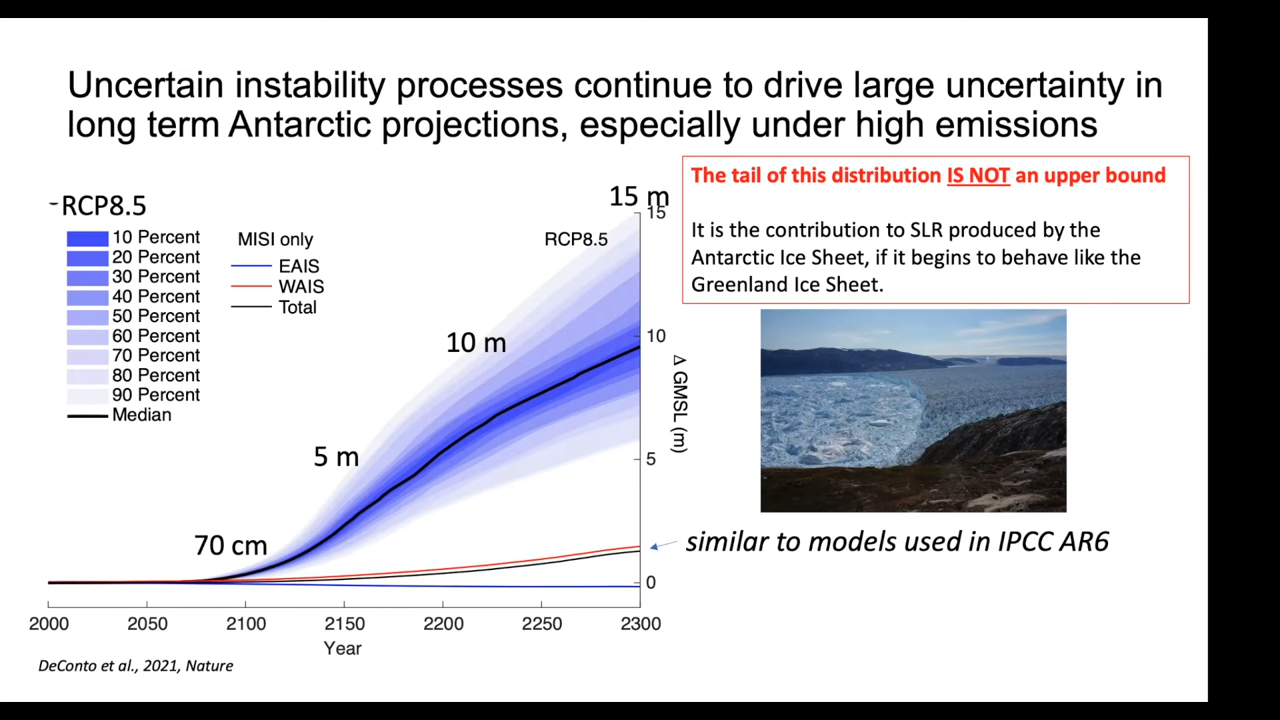 Uncertain instability processes continue to drive large uncertainty in
long term Antarctic projections, especially under high emissions
-RCP8.5
10 Percent
20 Percent
30 Percent
40 Percent
50 Percent
60 Percent
70 Percent
80 Percent
90 Percent
Median
MISI only
EAIS
WAIS
Total
RCP8.5
15 m
10 m
5 m
70 cm
15
10
5
0
Δ GMSL (m)
2000 2050 2100 2150 2200 2250 2300
Year
DeConto et al., 2021, Nature
The tail of this distribution IS NOT an upper bound
It is the contribution to SLR produced by the
Antarctic Ice Sheet, if it begins to behave like the
Greenland Ice Sheet.
similar to models used in IPCC AR6